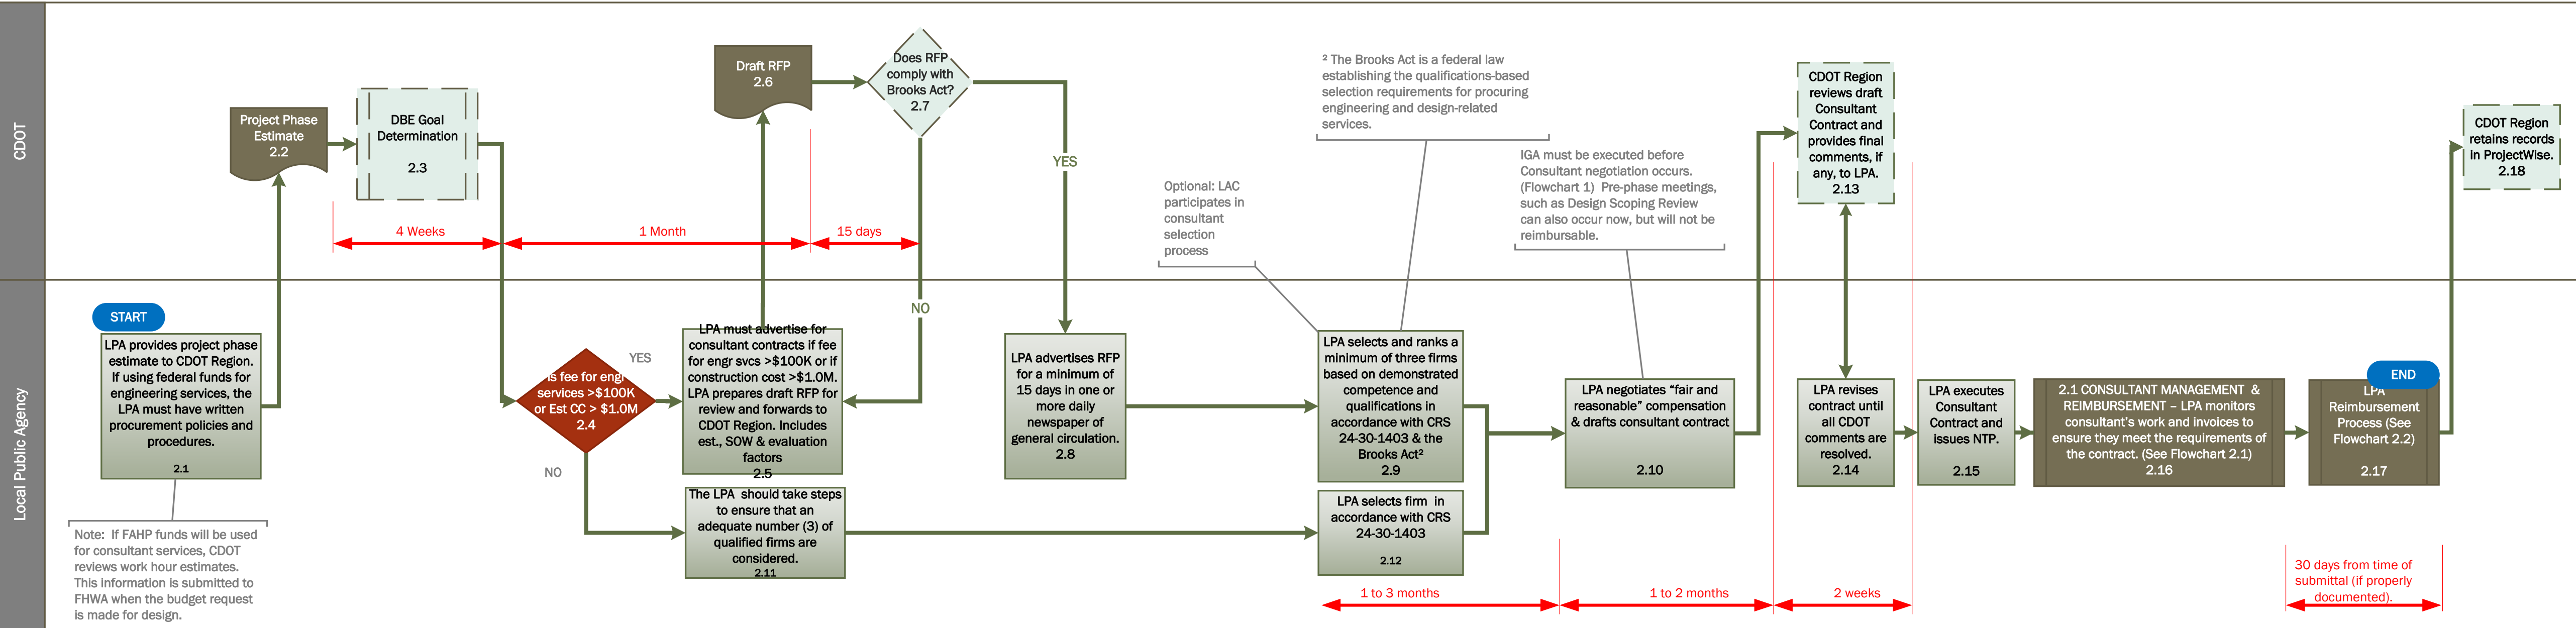 CDOT
Project Phase
Estimate
2.2
DBE Goal
Determination
2.3
Draft RFP
2.6
Does RFP
comply with
Brooks Act?
2.7
YES
NO
4 Weeks
1 Month
15 days
Optional: LAC
participates in
consultant
selection
process
² The Brooks Act is a federal law
establishing the qualifications-based
selection requirements for procuring
engineering and design-related
services.
IGA must be executed before
Consultant negotiation occurs.
(Flowchart 1) Pre-phase meetings,
such as Design Scoping Review
can also occur now, but will not be
reimbursable.
CDOT Region
reviews draft
Consultant
Contract and
provides final
comments, if
any, to LPA.
2.13
CDOT Region
retains records
in ProjectWise.
2.18
Local Public Agency
START
LPA provides project phase
estimate to CDOT Region.
If using federal funds for
engineering services, the
LPA must have written
procurement policies and
procedures.
2.1
Note: If FAHP funds will be used
for consultant services, CDOT
reviews work hour estimates.
This information is submitted to
FHWA when the budget request
is made for design.
Is fee for engr
services >$100K
or Est CC > $1.0M
2.4
YES
NO
LPA must advertise for
consultant contracts if fee
for engr svcs >$100K or if
construction cost >$1.0M.
LPA prepares draft RFP for
review and forwards to
CDOT Region. Includes
est., SOW & evaluation
factors
2.5
The LPA should take steps
to ensure that an
adequate number (3) of
qualified firms are
considered.
2.11
LPA advertises RFP
for a minimum of
15 days in one or
more daily
newspaper of
general circulation.
2.8
LPA selects and ranks a
minimum of three firms
based on demonstrated
competence and
qualifications in
accordance with CRS
24-30-1403 & the
Brooks Act²
2.9
LPA selects firm in
accordance with CRS
24-30-1403
2.12
LPA negotiates “fair and
reasonable” compensation
& drafts consultant contract
2.10
LPA revises
contract until
all CDOT
comments are
resolved.
2.14
LPA executes
Consultant
Contract and
issues NTP.
2.15
2.1 CONSULTANT MANAGEMENT &
REIMBURSEMENT – LPA monitors
consultant’s work and invoices to
ensure they meet the requirements of
the contract. (See Flowchart 2.1)
2.16
END
LPA
Reimbursement
Process (See
Flowchart 2.2)
2.17
1 to 3 months
1 to 2 months
2 weeks
30 days from time of
submittal (if properly
documented).